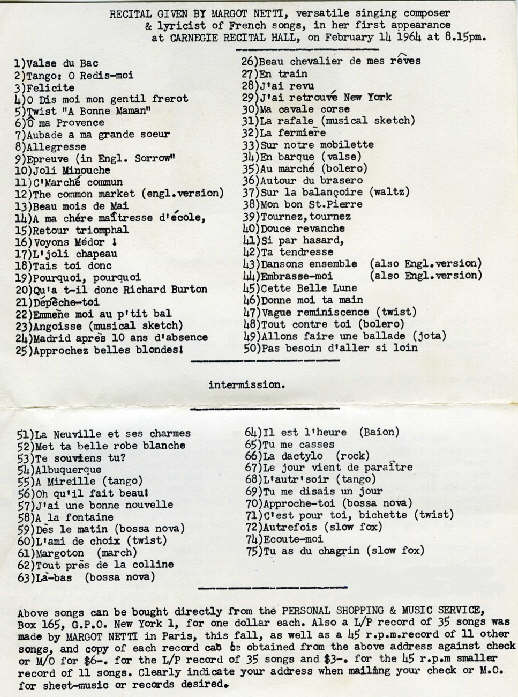 RECITAL GIVEN BY MARGOT NETTI, versatile singing composer
& lyricist of French songs, in her first appearance
at CARNEGIE RECITAL HALL, on February 14 1964 at 8.15pm.
1)Valse du Bac
2)Tango: O Redis-moi
3)Felicite
4)O Dis moi mon gentil frerot
5)Twist "A Bonne Maman"
6)O ma Provence
7)Aubade a ma grande soeur
8)Allegresse
9)Epreuve (in Engl. Sorrow"
10)Joli Minouche
11)C'Marché commun
12)The common market (engl.version)
13)Beau mois de Mai
14)A ma chére maîtresse d'école,
15)Retour triomphal
16)Voyons Médor !
17)L'joli chapeau
18)Tais toi donc
19)Pourquoi, pourquoi
20)Qu'a t-il donc Richard Burton
21)Dépêche-toi
22)Emmène moi au p'tit bal
23)Angoisse (musical sketch)
24)Madrid aprés 10 ans d'absence
25)Approchez belles blondes!
26)Beau chevalier de mes rêves
27)En train
28)J'ai revu
29)J'ai retrouvé New York
30)Ma cavale corse
31)La rafale (musical sketch)
32)La fermiere
33)Sur notre mobilette
34)En barque (valse)
35)Au marché (bolero)
36)Autour du brasero
37)Sur la balançoire (waltz)
38)Mon bon St.Pierre
39)Tournez,tournez
40)Douce revanche
41)Si par hasard,
42)Ta tendresse
43)Dansons ensemble (also Engl.version)
44)Embrasse-moi (also Engl.version)
45)Cette Belle Lune
46)Donne moi ta main
47)Vague reminiscence (twist)
48)Tout contre toi (bolero)
49)Allons faire une ballade (jota)
50)Pas besoin d'aller si loin
intermission.
51)La Neuville et ses charmes
52)Met ta belle robe blanche
53)Te souviens tu?
54)Albuquerque
55)A Mireille (tango)
56)Oh qu'il fait beau!
57)J'ai une bonne nouvelle
58)A la fontaine
59)Des le matin (bossa nova)
60)L'ami de choix (twist)
61)Margoton (march)
62)Tout prés de la colline
63)Là-bas (bossa nova)
64)Il est l'heure (Baion)
65)Tu me casses
66)La dactylo (rock)
67)Le jour vient de paraître
68)L'autr'soir (tango)
69)Tu me disais un jour
70)Approche-toi (bossa nova)
71)C'est pour toi, bichette (twist)
72)Autrefois (slow fox)
74)Ecoute-moi
75)Tu as du chagrin (slow fox)
Above songs can be bought directly from the PERSONAL SHOPPING & MUSIC SERVICE,
Box 165, G.P.O. New York 1, for one dollar each. Also a L/P record of 35 songs was
made by MARGOT NETTI in Paris, this fall, as well as a 45 r.p.m.record of 11 other
songs, and copy of each record cab be obtained from the above address against check
or M/O for $6-. for the L/P record of 35 songs and $3-. for the 45 r.p.m smaller
record of 11 songs. Clearly indicate your address when mailing your check or M.O.
for sheet-music or records desired.